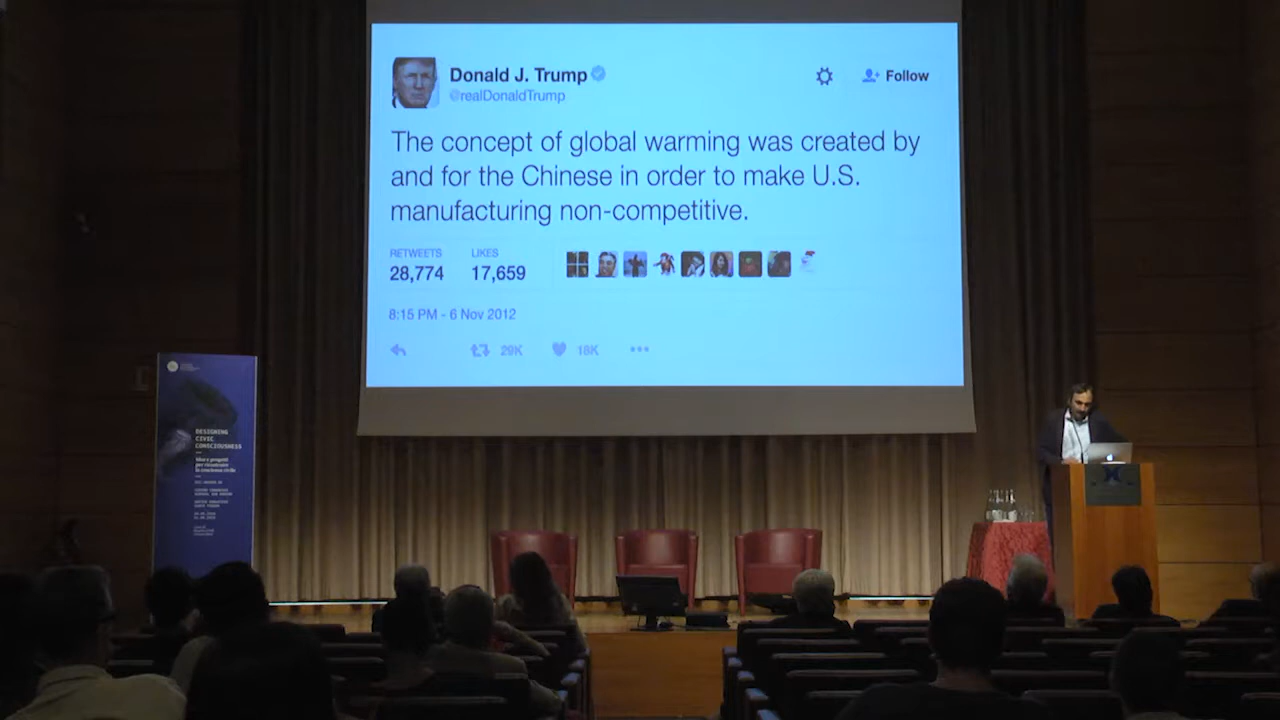 Donald J. Trump
@realDonaldTrump
Follow
The concept of global warming was created by
and for the Chinese in order to make U.S.
manufacturing non-competitive.
RETWEETS LIKES
28,774 17,659
8:15 PM - 6 Nov 2012
29K 18K
DESIGNING
CIVIC
CONSCIOUSNESS